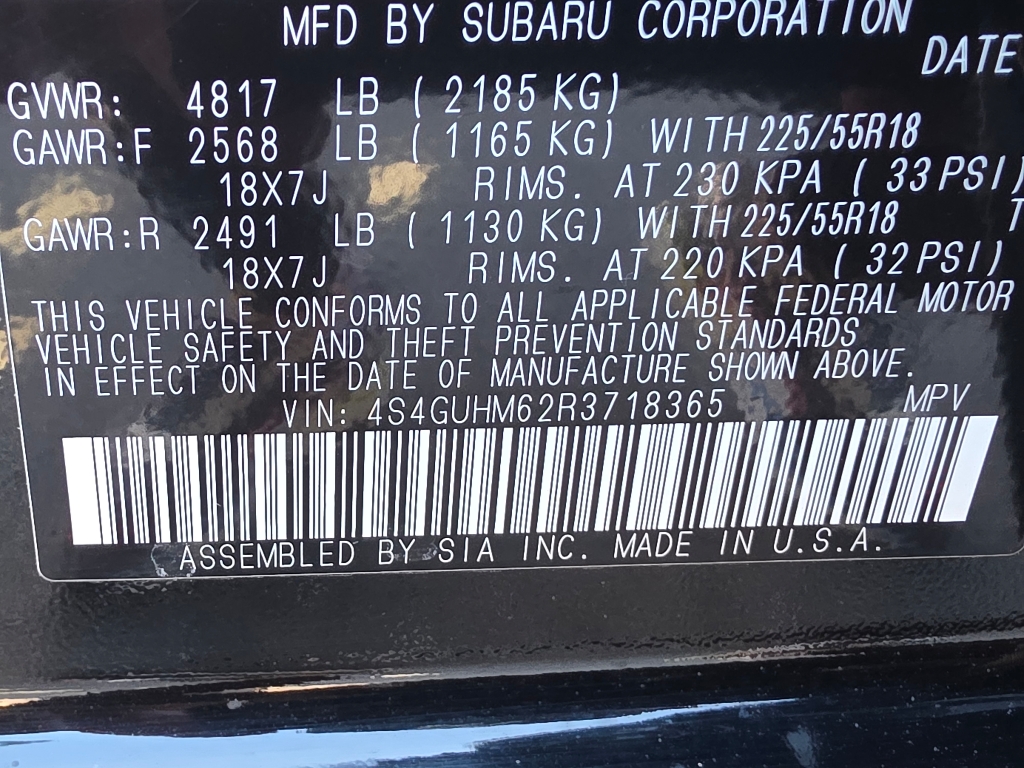 MFD BY SUBARU CORPORATION
DATE
GVWR: 4817 LB ( 2185 KG)
GAWR:F 2568 LB ( 1165 KG) WITH 225/55R18
18X7J RIMS. AT 230 KPA ( 33 PSI)
GAWR:R 2491 LB ( 1130 KG) WITH 225/55R18 T
18X7J RIMS. AT 220 KPA ( 32 PSI)
THIS VEHICLE CONFORMS TO ALL APPLICABLE FEDERAL MOTOR
VEHICLE SAFETY AND THEFT PREVENTION STANDARDS
IN EFFECT ON THE DATE OF MANUFACTURE SHOWN ABOVE.
VIN: 4S4GUHM62R3718365 MPV
ASSEMBLED BY SIA INC. MADE IN U.S.A.